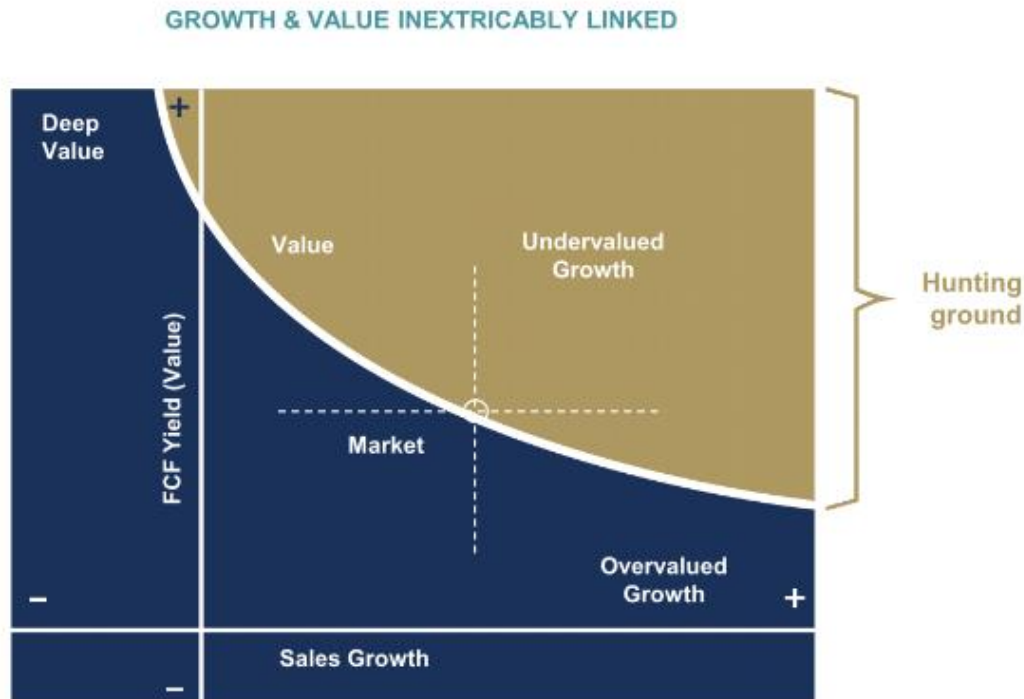 GROWTH & VALUE INEXTRICABLY LINKED
+
Deep
Value
Value
Undervalued
Growth
Hunting
ground
FCF Yield (Value)
Market
Overvalued
Growth
–
+
Sales Growth
–